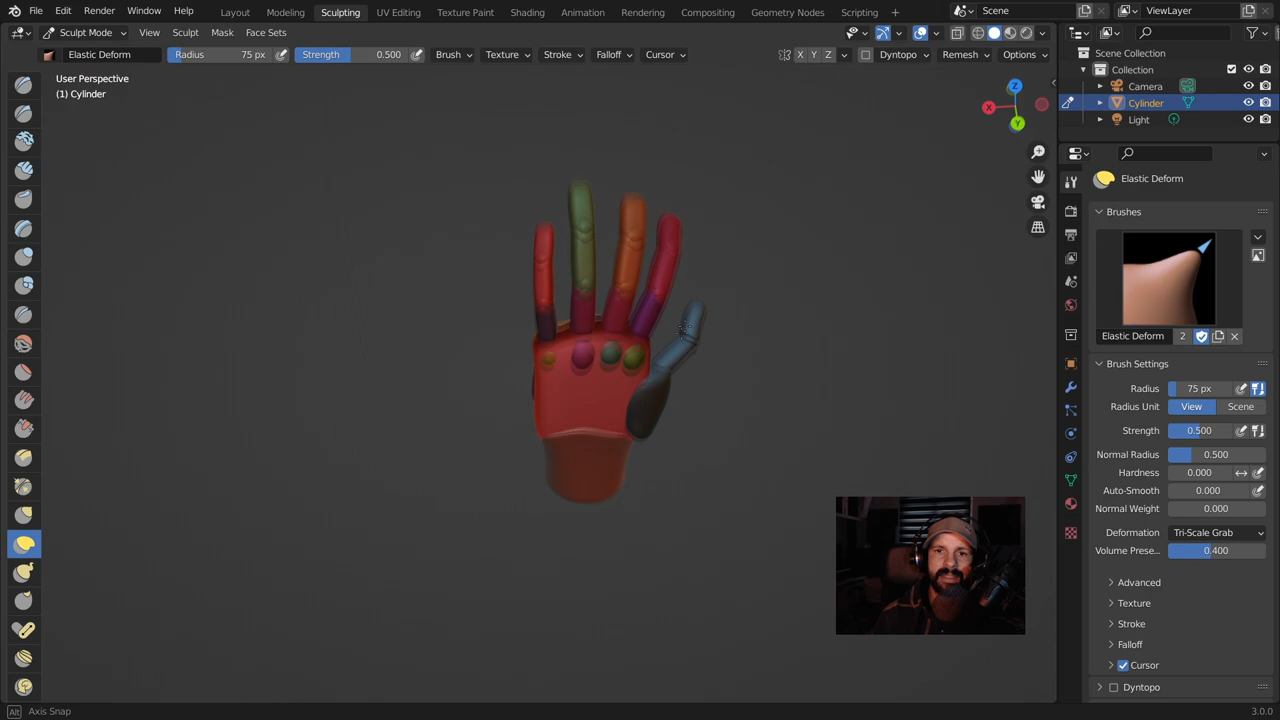 File Edit Render Window Help Layout Modeling Sculpting UV Editing Texture Paint Shading Animation Rendering Compositing Geometry Nodes Scripting + Scene ViewLayer
Sculpt Mode View Sculpt Mask Face Sets
Elastic Deform Radius 75 px Strength 0.500 Brush Texture Stroke Falloff Cursor X Y Z Dyntopo Remesh Options
User Perspective
(1) Cylinder
Z
X
Y
Scene Collection
Collection
Camera
Cylinder
Light
Elastic Deform
Brushes
Elastic Deform 2
Brush Settings
Radius 75 px
Radius Unit View Scene
Strength 0.500
Normal Radius 0.500
Hardness 0.000
Auto-Smooth 0.000
Normal Weight 0.000
Deformation Tri-Scale Grab
Volume Prese... 0.400
Advanced
Texture
Stroke
Falloff
Cursor
Dyntopo
Alt Axis Snap
3.0.0